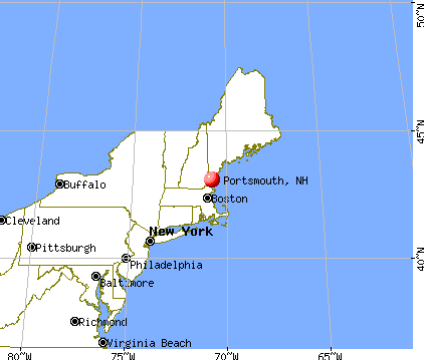 50°N
45°N
Portsmouth, NH
Buffalo
Boston
Cleveland
New York
Pittsburgh
40°N
Philadelphia
Baltimore
Richmond
Virginia Beach
80°W
75°W
70°W
65°W